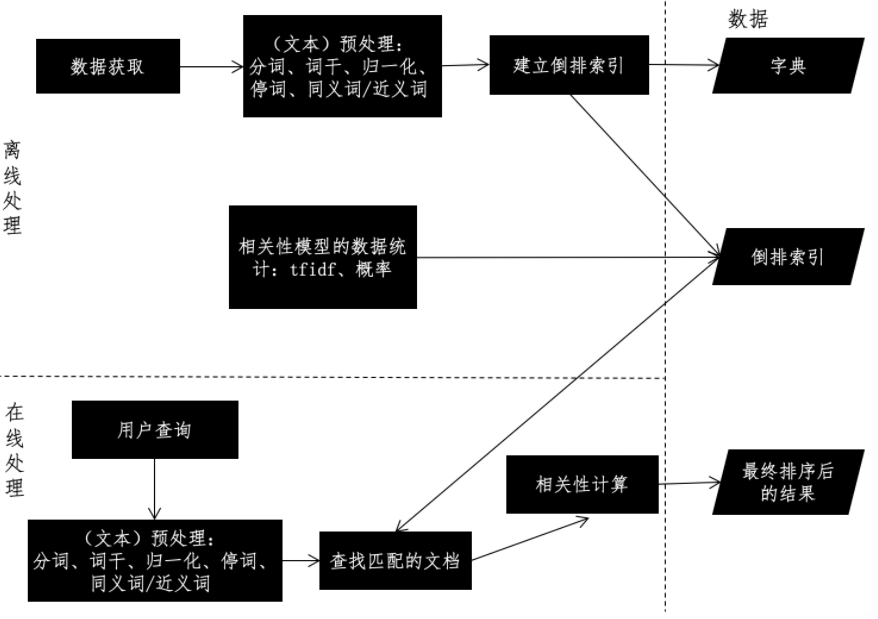 数据
数据获取
（文本）预处理：
分词、词干、归一化、
停词、同义词/近义词
建立倒排索引
字典
离
线
处
理
相关性模型的数据统
计：tfidf、概率
倒排索引
在
线
处
理
用户查询
相关性计算
最终排序后
的结果
（文本）预处理：
分词、词干、归一化、停词、
同义词/近义词
查找匹配的文档